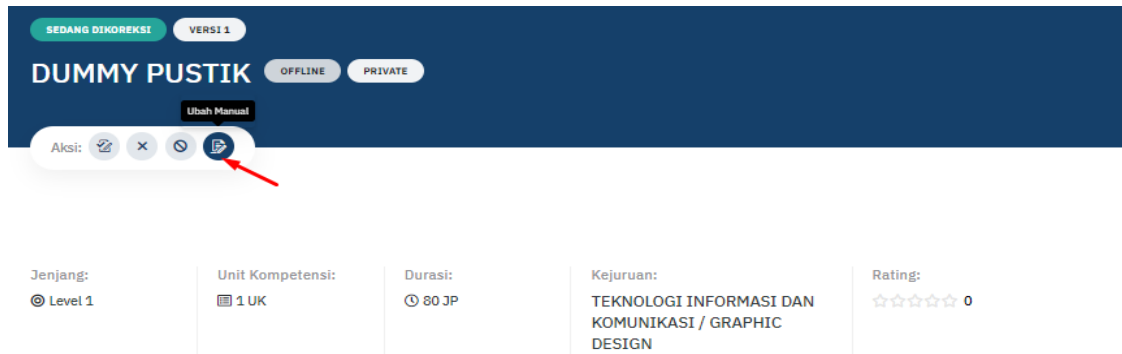 SEDANG DIKOREKSI VERSI 1
DUMMY PUSTIK OFFLINE PRIVATE
Ubah Manual
Aksi:
Jenjang: Unit Kompetensi: Durasi: Kejuruan: Rating:
Level 1 1 UK 80 JP TEKNOLOGI INFORMASI DAN 0
KOMUNIKASI / GRAPHIC
DESIGN